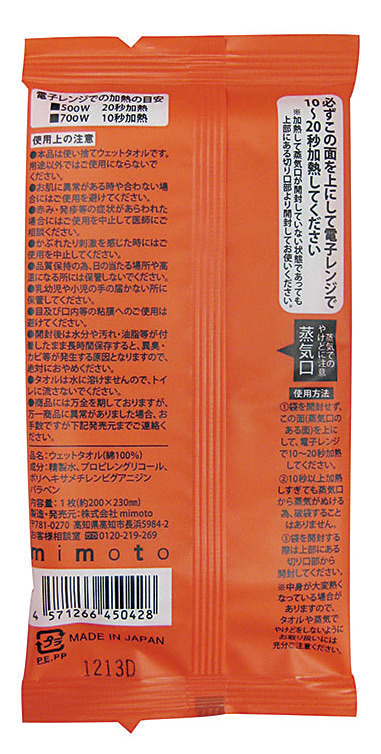 電子レンジでの加熱の目安
■500W 20秒加熱
■700W 10秒加熱
使用上の注意
●本品は使い捨てウェットタオルです。
用途以外ではご使用にならないで
ください。
●お肌に異常がある時や合わない場
合にはご使用を避けてください。
●赤み・発疹等の症状があらわれた
場合にはご使用を中止して医師にご
相談ください。
●かぶれたり刺激を感じた時にはご
使用を中止してください。
●品質保持の為、日の当たる場所や高
温になる所には保管しないでください。
●乳幼児や小児の手の届かない所に
保管してください。
●目及び口内等の粘膜へのご使用は
避けてください。
●開封後は水分や汚れ・油脂等が付
着したまま長時間保存すると、異臭・
カビ等が発生する原因となりますので、
絶対におやめください。
●タオルは水に溶けませんので、トイ
レに流さないでください。
●商品には万全を期しておりますが、
万一商品に異常がありました場合、お
手数ですが下記発売元までご連絡く
ださい。
品名:ウェットタオル(綿100%)
成分:精製水、プロピレングリコール、
ポリヘキサメチレンビグアニジン
パラベン
内容量:1枚(約200×230mm)
製造・発売元:株式会社 mimoto
〒781-0270 高知県高知市長浜5984-2
お客様相談室 0120-219-269
mimoto
4 571266 450428
PE,PP
MADE IN JAPAN
1213D
必ずこの面を上にして電子レンジで
10〜20秒加熱してください
※加熱して蒸気口が開封していない状態であっても
上部にある切り口部より開封してお使いください。
蒸気での
やけどに注意
蒸気口
使用方法
①袋を開封せず、
この面(蒸気口の
ある面)を上に
して、電子レンジ
で10〜20秒加熱
してください。
②10秒以上加熱
しすぎても蒸気口
から蒸気がぬける
為、破袋すること
はありません。
③袋を開封する
際は上部にある
切り口部から
開封してください。
※中身が大変熱く
なっている場合が
ありますので、
タオルや蒸気で
やけどをしないように
お取り扱いには
充分ご注意ください。